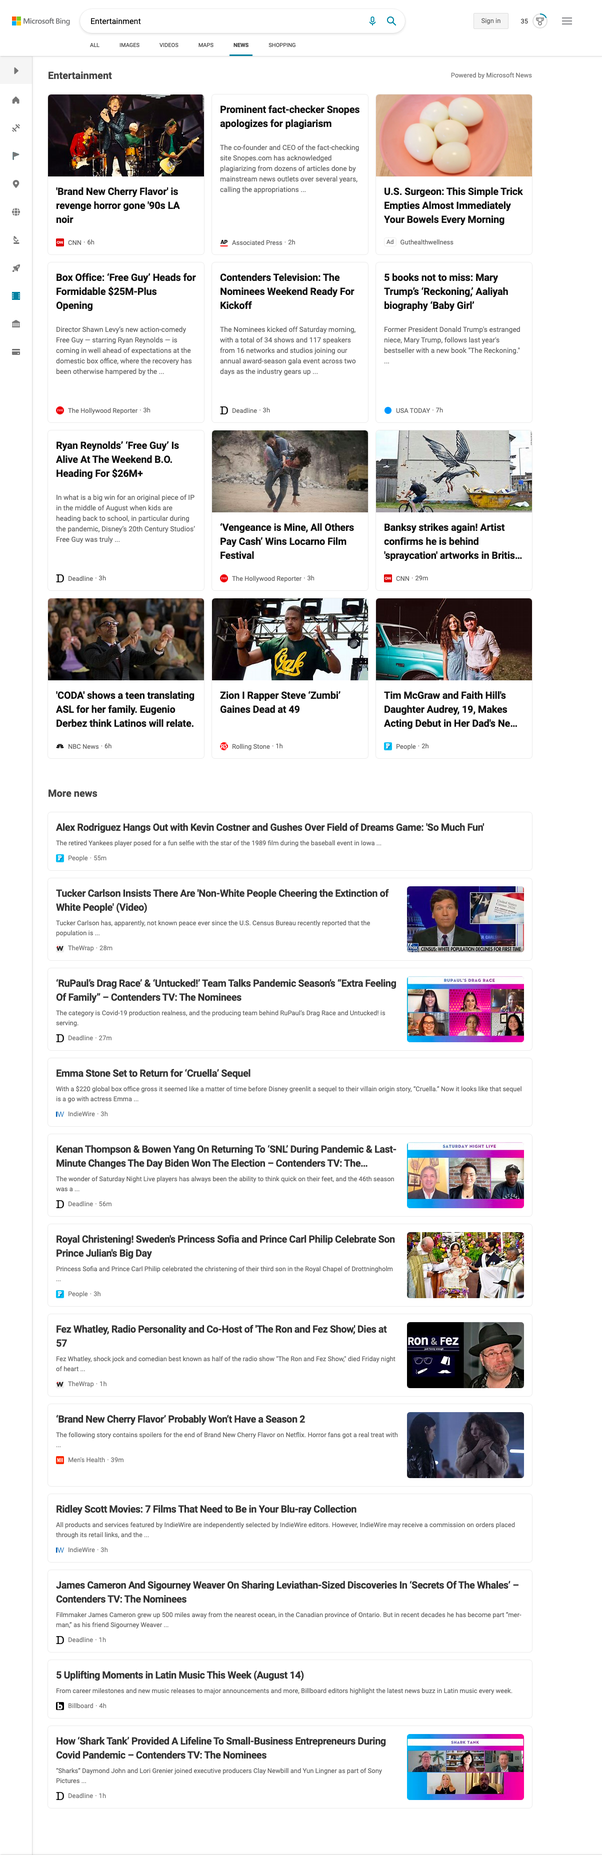 Microsoft Bing
Entertainment
Sign in
35
ALL
IMAGES
VIDEOS
MAPS
NEWS
SHOPPING
Entertainment
Powered by Microsoft News
'Brand New Cherry Flavor' is
revenge horror gone '90s LA
noir
CNN · 6h
Prominent fact-checker Snopes
apologizes for plagiarism
The co-founder and CEO of the fact-checking
site Snopes.com has acknowledged
plagiarizing from dozens of articles done by
mainstream news outlets over several years,
calling the appropriations ...
AP Associated Press · 2h
U.S. Surgeon: This Simple Trick
Empties Almost Immediately
Your Bowels Every Morning
Ad Guthealthwellness
Box Office: 'Free Guy' Heads for
Formidable $25M-Plus
Opening
Director Shawn Levy's new action-comedy
Free Guy — starring Ryan Reynolds — is
coming in well ahead of expectations at the
domestic box office, where the recovery has
been otherwise hampered by the ...
The Hollywood Reporter · 3h
Contenders Television: The
Nominees Weekend Ready For
Kickoff
The Nominees kicked off Saturday morning,
with a total of 34 shows and 117 speakers
from 16 networks and studios joining our
annual award-season gala event across two
days as the industry gears up ...
D Deadline · 3h
5 books not to miss: Mary
Trump's 'Reckoning,' Aaliyah
biography 'Baby Girl'
Former President Donald Trump's estranged
niece, Mary Trump, follows last year's
bestseller with a new book "The Reckoning."
...
USA TODAY · 7h
Ryan Reynolds' 'Free Guy' Is
Alive At The Weekend B.O.
Heading For $26M+
In what is a big win for an original piece of IP
in the middle of August when kids are
heading back to school, in particular during
the pandemic, Disney's 20th Century Studios'
Free Guy was truly ...
D Deadline · 3h
'Vengeance is Mine, All Others
Pay Cash' Wins Locarno Film
Festival
The Hollywood Reporter · 3h
Banksy strikes again! Artist
confirms he is behind
'spraycation' artworks in Britis...
CNN · 29m
'CODA' shows a teen translating
ASL for her family. Eugenio
Derbez think Latinos will relate.
NBC News · 6h
Zion I Rapper Steve 'Zumbi'
Gaines Dead at 49
Rolling Stone · 1h
Tim McGraw and Faith Hill's
Daughter Audrey, 19, Makes
Acting Debut in Her Dad's Ne...
People · 2h
More news
Alex Rodriguez Hangs Out with Kevin Costner and Gushes Over Field of Dreams Game: 'So Much Fun'
The retired Yankees player posed for a fun selfie with the star of the 1989 film during the baseball event in Iowa ...
People · 55m
Tucker Carlson Insists There Are 'Non-White People Cheering the Extinction of
White People' (Video)
Tucker Carlson has, apparently, not known peace ever since the U.S. Census Bureau recently reported that the
population is ...
TheWrap · 28m
CENSUS: WHITE POPULATION DECLINES FOR FIRST TIME
'RuPaul's Drag Race' & 'Untucked!' Team Talks Pandemic Season's "Extra Feeling
Of Family" – Contenders TV: The Nominees
The category is Covid-19 production realness, and the producing team behind RuPaul's Drag Race and Untucked! is
serving.
D Deadline · 27m
RUPAUL'S DRAG RACE
Emma Stone Set to Return for 'Cruella' Sequel
With a $220 global box office gross it seemed like a matter of time before Disney greenlit a sequel to their villain origin story, "Cruella." Now it looks like that sequel
is a go with actress Emma ...
IW IndieWire · 3h
Kenan Thompson & Bowen Yang On Returning To 'SNL' During Pandemic & Last-
Minute Changes The Day Biden Won The Election – Contenders TV: The...
The wonder of Saturday Night Live players has always been the ability to think quick on their feet, and the 46th season
was a ...
D Deadline · 56m
SATURDAY NIGHT LIVE
Royal Christening! Sweden's Princess Sofia and Prince Carl Philip Celebrate Son
Prince Julian's Big Day
Princess Sofia and Prince Carl Philip celebrated the christening of their third son in the Royal Chapel of Drottningholm
...
People · 3h
Fez Whatley, Radio Personality and Co-Host of 'The Ron and Fez Show,' Dies at
57
Fez Whatley, shock jock and comedian best known as half of the radio show "The Ron and Fez Show," died Friday night
of heart ...
TheWrap · 1h
RON & FEZ
'Brand New Cherry Flavor' Probably Won't Have a Season 2
The following story contains spoilers for the end of Brand New Cherry Flavor on Netflix. Horror fans got a real treat with
...
Men's Health · 39m
Ridley Scott Movies: 7 Films That Need to Be in Your Blu-ray Collection
All products and services featured by IndieWire are independently selected by IndieWire editors. However, IndieWire may receive a commission on orders placed
through its retail links, and the ...
IW IndieWire · 3h
James Cameron And Sigourney Weaver On Sharing Leviathan-Sized Discoveries In 'Secrets Of The Whales' –
Contenders TV: The Nominees
Filmmaker James Cameron grew up 500 miles away from the nearest ocean, in the Canadian province of Ontario. But in recent decades he has become part "mer-
man," as his friend Sigourney Weaver ...
D Deadline · 1h
5 Uplifting Moments in Latin Music This Week (August 14)
From career milestones and new music releases to major announcements and more, Billboard editors highlight the latest news buzz in Latin music every week.
b Billboard · 4h
How 'Shark Tank' Provided A Lifeline To Small-Business Entrepreneurs During
Covid Pandemic – Contenders TV: The Nominees
"Sharks" Daymond John and Lori Grenier joined executive producers Clay Newbill and Yun Lingner as part of Sony
Pictures ...
D Deadline · 1h
SHARK TANK